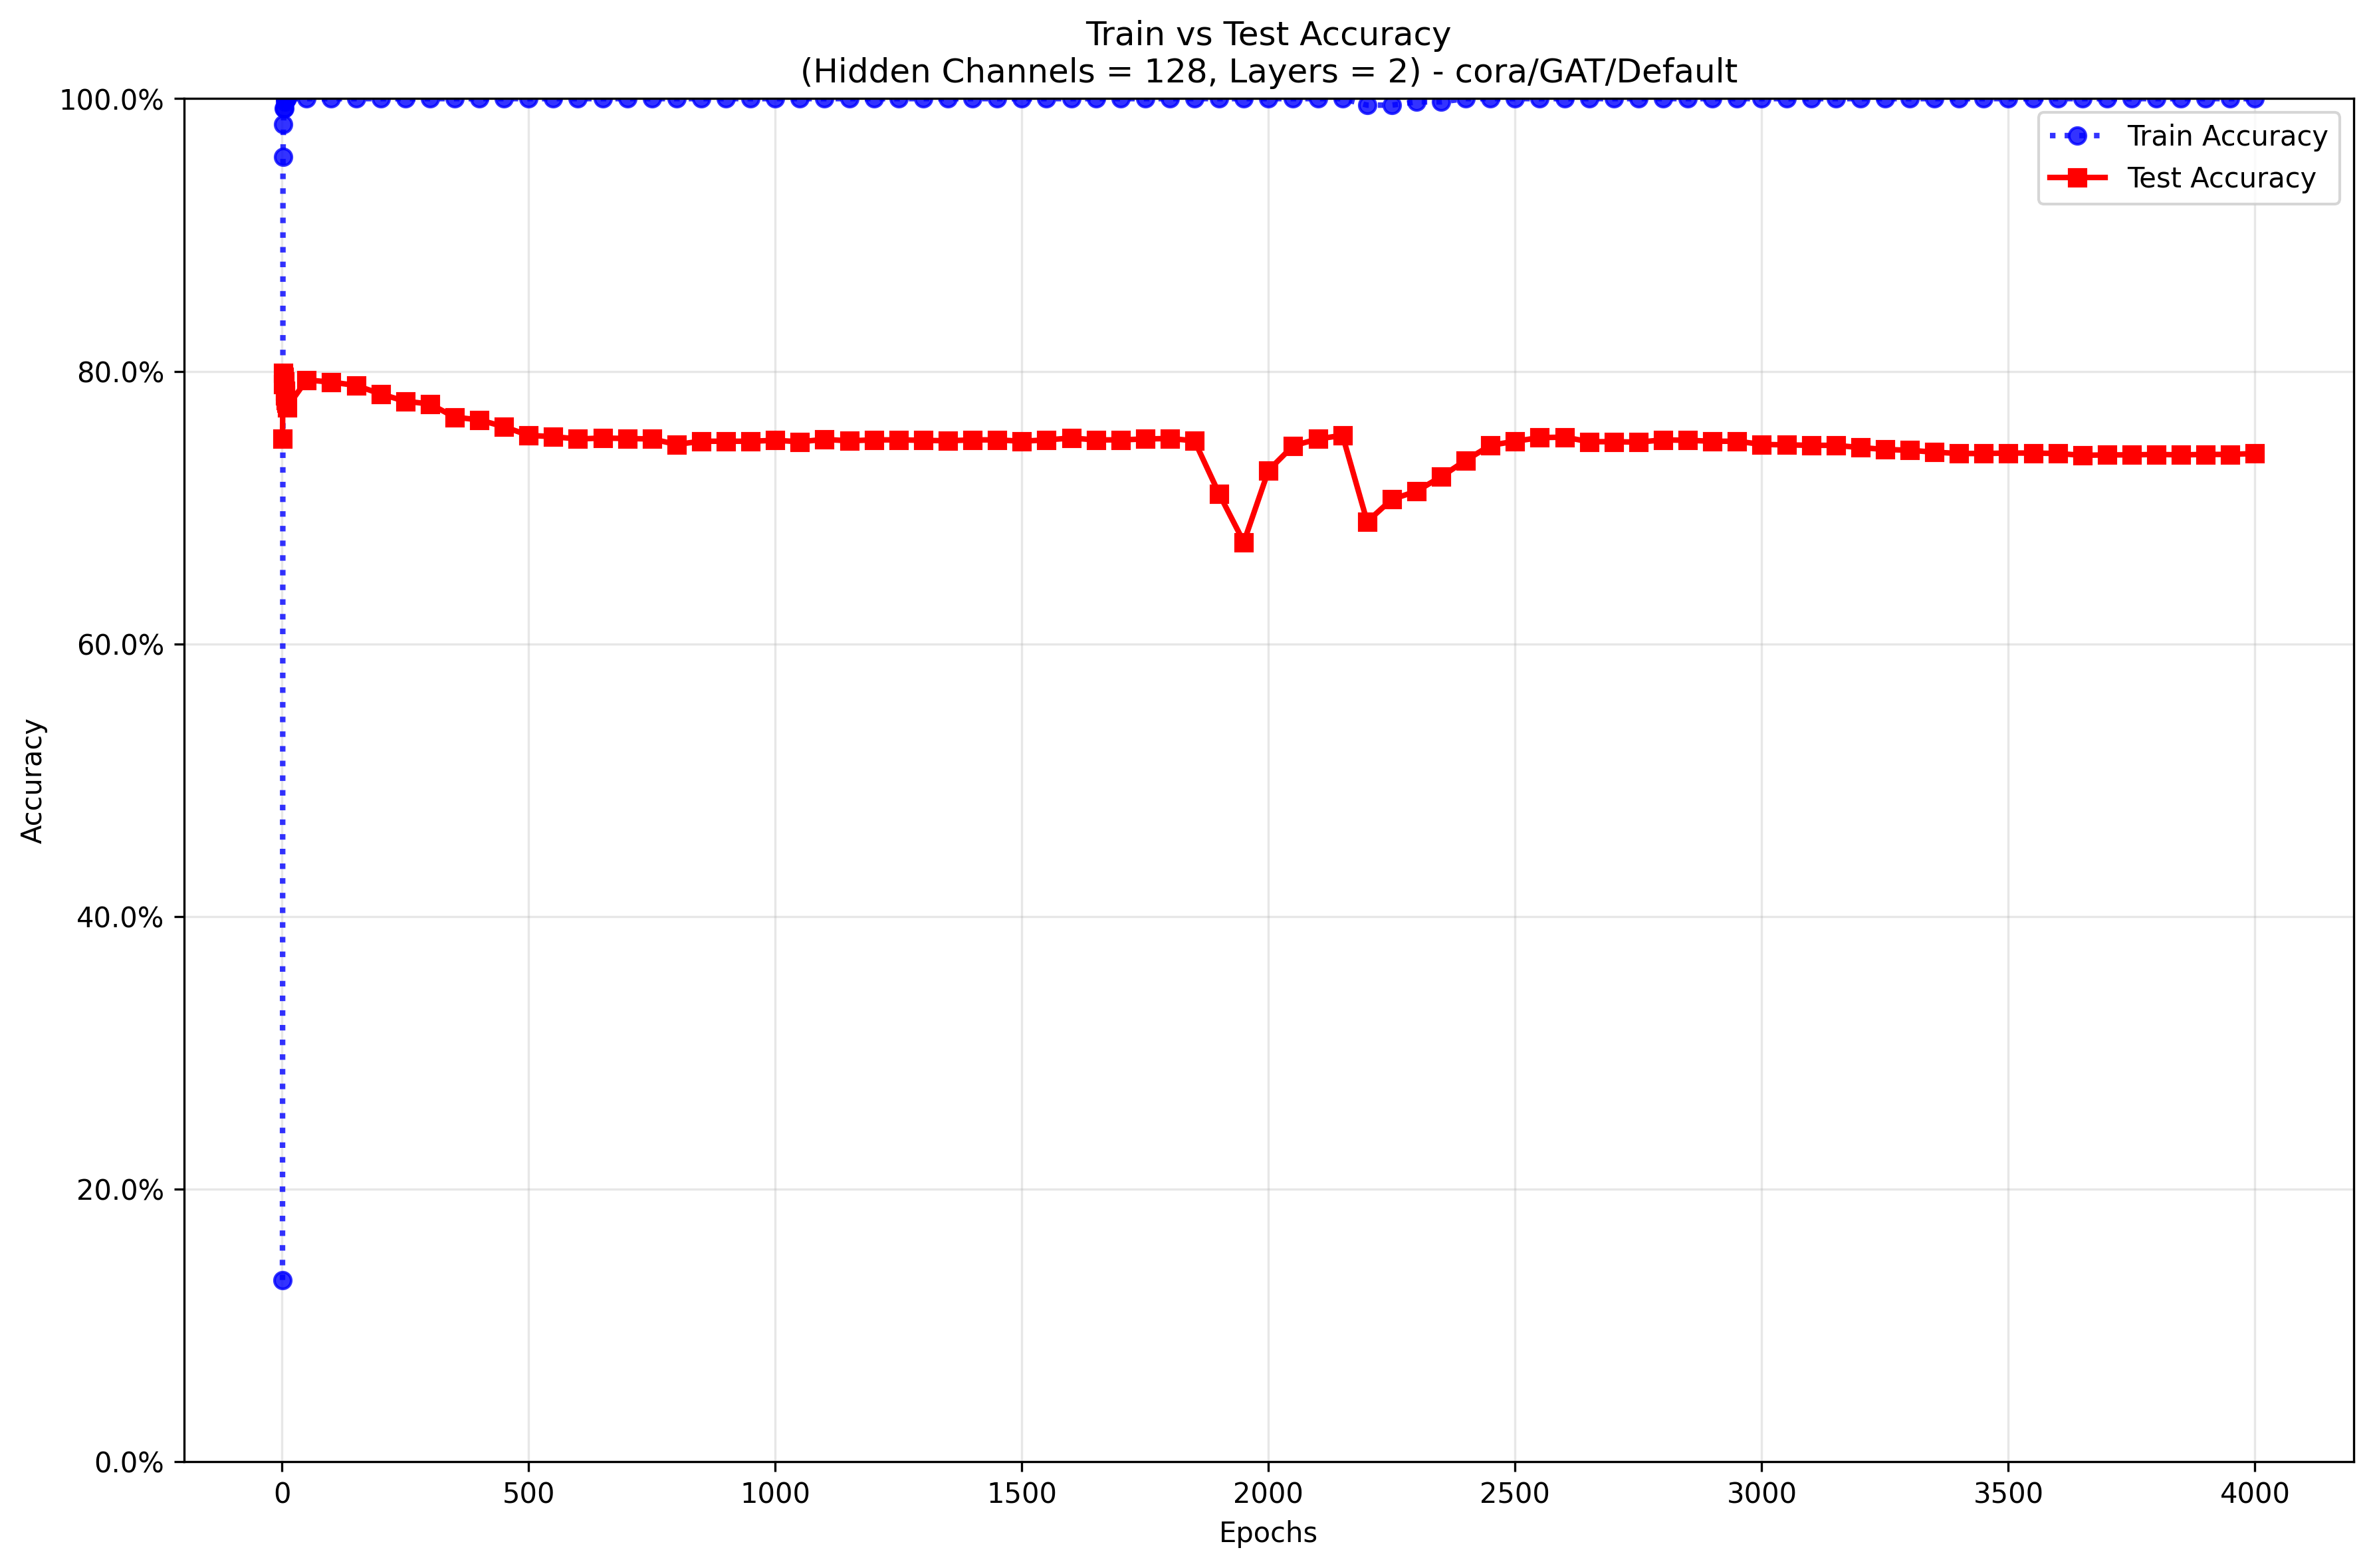 Train vs Test Accuracy
(Hidden Channels = 128, Layers = 2) - cora/GAT/Default
100.0%
80.0%
60.0%
40.0%
20.0%
0.0%
Accuracy
Train Accuracy
Test Accuracy
0 500 1000 1500 2000 2500 3000 3500 4000
Epochs